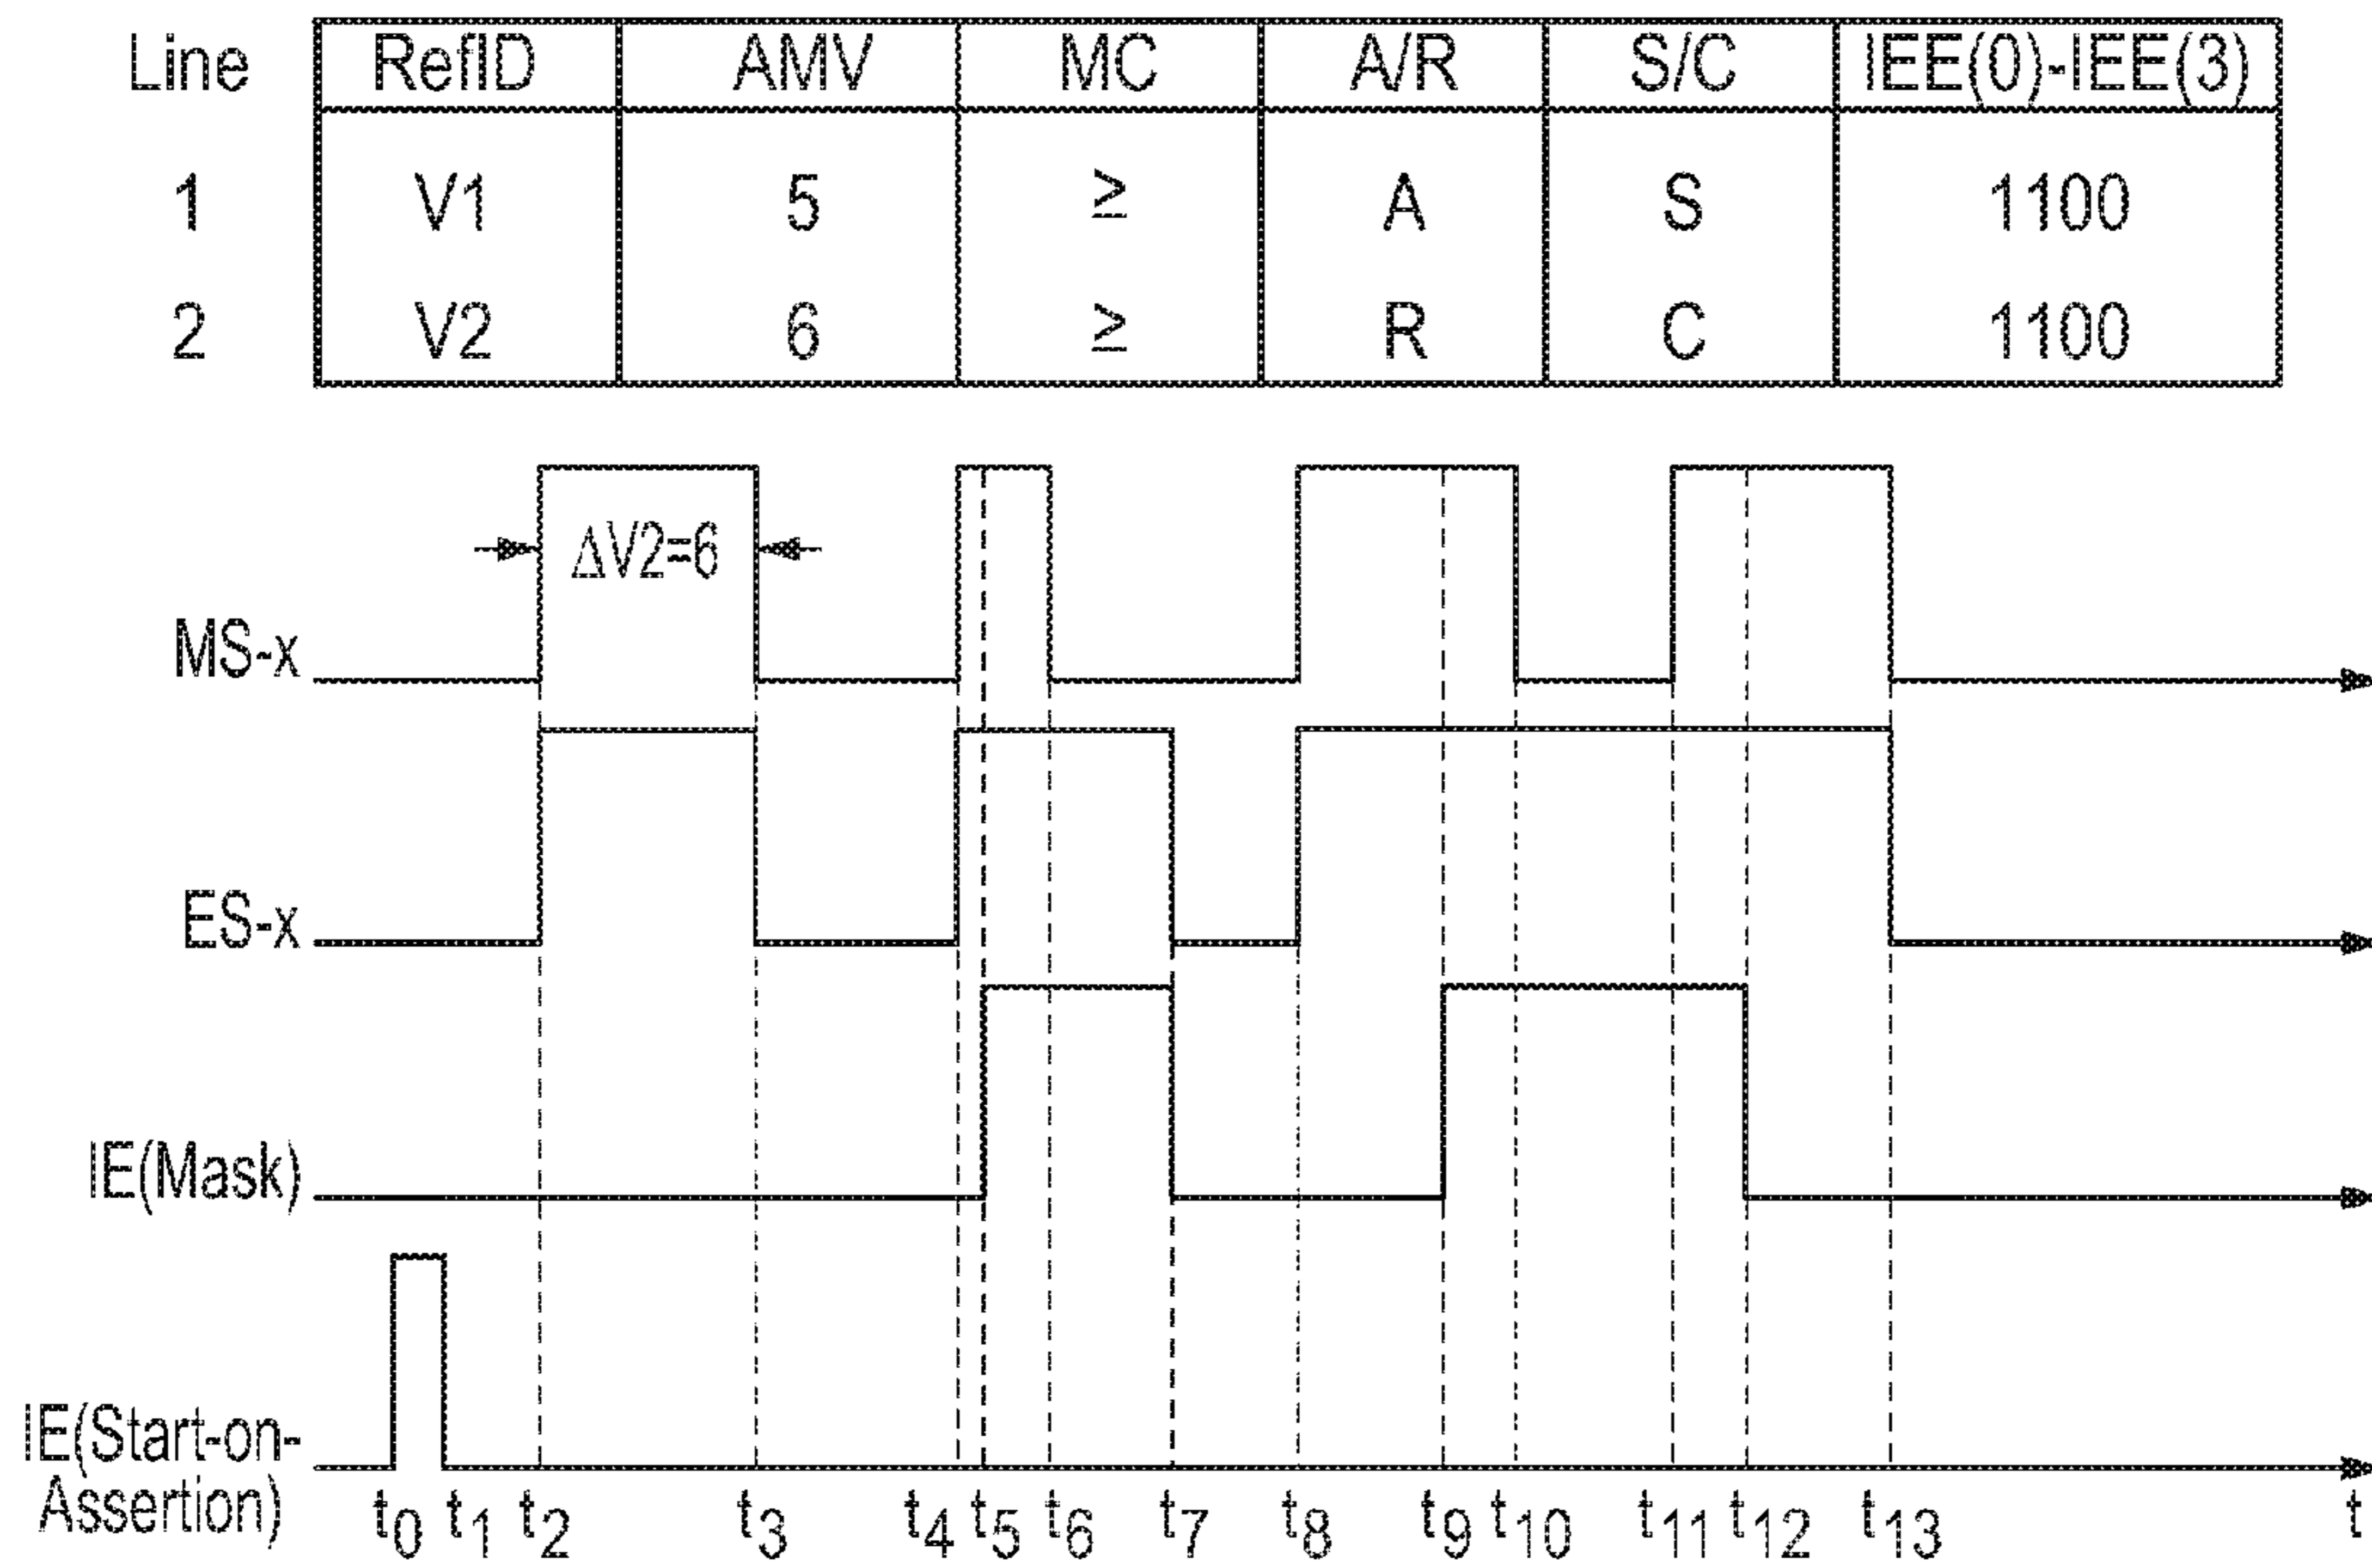 Line RefID AMV MC A/R S/C IEE(0)-IEE(3)
1 V1 5 ≥ A S 1100
2 V2 6 ≥ R C 1100
ΔV2=6
MS-x
ES-x
IE(Mask)
IE(Start-on-
Assertion)
t0 t1 t2 t3 t4 t5 t6 t7 t8 t9 t10 t11 t12 t13 t